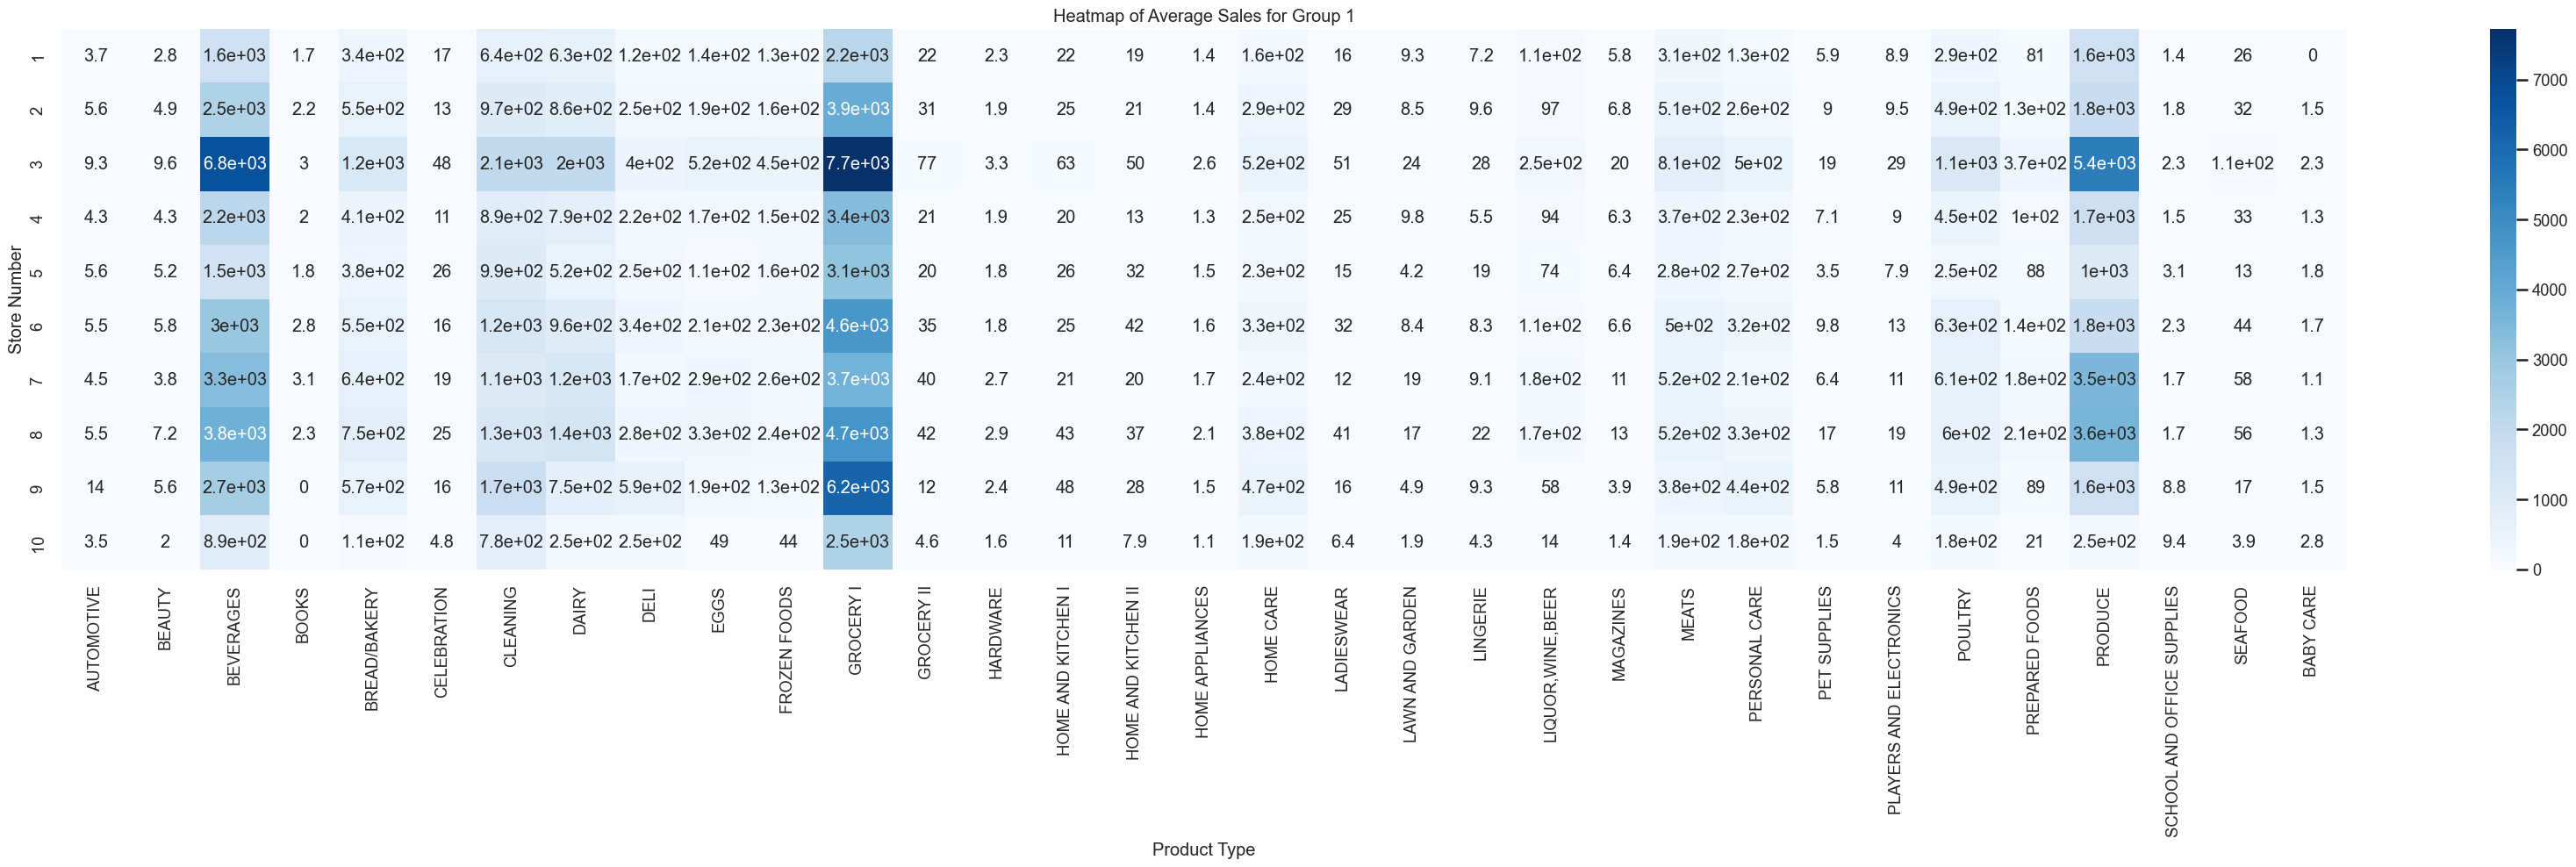 Heatmap of Average Sales for Group 1
Store Number
1 3.7 2.8 1.6e+03 1.7 3.4e+02 17 6.4e+02 6.3e+02 1.2e+02 1.4e+02 1.3e+02 2.2e+03 22 2.3 22 19 1.4 1.6e+02 16 9.3 7.2 1.1e+02 5.8 3.1e+02 1.3e+02 5.9 8.9 2.9e+02 81 1.6e+03 1.4 26 0
2 5.6 4.9 2.5e+03 2.2 5.5e+02 13 9.7e+02 8.6e+02 2.5e+02 1.9e+02 1.6e+02 3.9e+03 31 1.9 25 21 1.4 2.9e+02 29 8.5 9.6 97 6.8 5.1e+02 2.6e+02 9 9.5 4.9e+02 1.3e+02 1.8e+03 1.8 32 1.5
3 9.3 9.6 6.8e+03 3 1.2e+03 48 2.1e+03 2e+03 4e+02 5.2e+02 4.5e+02 7.7e+03 77 3.3 63 50 2.6 5.2e+02 51 24 28 2.5e+02 20 8.1e+02 5e+02 19 29 1.1e+03 3.7e+02 5.4e+03 2.3 1.1e+02 2.3
4 4.3 4.3 2.2e+03 2 4.1e+02 11 8.9e+02 7.9e+02 2.2e+02 1.7e+02 1.5e+02 3.4e+03 21 1.9 20 13 1.3 2.5e+02 25 9.8 5.5 94 6.3 3.7e+02 2.3e+02 7.1 9 4.5e+02 1e+02 1.7e+03 1.5 33 1.3
5 5.6 5.2 1.5e+03 1.8 3.8e+02 26 9.9e+02 5.2e+02 2.5e+02 1.1e+02 1.6e+02 3.1e+03 20 1.8 26 32 1.5 2.3e+02 15 4.2 19 74 6.4 2.8e+02 2.7e+02 3.5 7.9 2.5e+02 88 1e+03 3.1 13 1.8
6 5.5 5.8 3e+03 2.8 5.5e+02 16 1.2e+03 9.6e+02 3.4e+02 2.1e+02 2.3e+02 4.6e+03 35 1.8 25 42 1.6 3.3e+02 32 8.4 8.3 1.1e+02 6.6 5e+02 3.2e+02 9.8 13 6.3e+02 1.4e+02 1.8e+03 2.3 44 1.7
7 4.5 3.8 3.3e+03 3.1 6.4e+02 19 1.1e+03 1.2e+03 1.7e+02 2.9e+02 2.6e+02 3.7e+03 40 2.7 21 20 1.7 2.4e+02 12 19 9.1 1.8e+02 11 5.2e+02 2.1e+02 6.4 11 6.1e+02 1.8e+02 3.5e+03 1.7 58 1.1
8 5.5 7.2 3.8e+03 2.3 7.5e+02 25 1.3e+03 1.4e+03 2.8e+02 3.3e+02 2.4e+02 4.7e+03 42 2.9 43 37 2.1 3.8e+02 41 17 22 1.7e+02 13 5.2e+02 3.3e+02 17 19 6e+02 2.1e+02 3.6e+03 1.7 56 1.3
9 14 5.6 2.7e+03 0 5.7e+02 16 1.7e+03 7.5e+02 5.9e+02 1.9e+02 1.3e+02 6.2e+03 12 2.4 48 28 1.5 4.7e+02 16 4.9 9.3 58 3.9 3.8e+02 4.4e+02 5.8 11 4.9e+02 89 1.6e+03 8.8 17 1.5
10 3.5 2 8.9e+02 0 1.1e+02 4.8 7.8e+02 2.5e+02 2.5e+02 49 44 2.5e+03 4.6 1.6 11 7.9 1.1 1.9e+02 6.4 1.9 4.3 14 1.4 1.9e+02 1.8e+02 1.5 4 1.8e+02 21 2.5e+02 9.4 3.9 2.8
AUTOMOTIVE
BEAUTY
BEVERAGES
BOOKS
BREAD/BAKERY
CELEBRATION
CLEANING
DAIRY
DELI
EGGS
FROZEN FOODS
GROCERY I
GROCERY II
HARDWARE
HOME AND KITCHEN I
HOME AND KITCHEN II
HOME APPLIANCES
HOME CARE
LADIESWEAR
LAWN AND GARDEN
LINGERIE
LIQUOR,WINE,BEER
MAGAZINES
MEATS
PERSONAL CARE
PET SUPPLIES
PLAYERS AND ELECTRONICS
POULTRY
PREPARED FOODS
PRODUCE
SCHOOL AND OFFICE SUPPLIES
SEAFOOD
BABY CARE
Product Type
7000
6000
5000
4000
3000
2000
1000
0